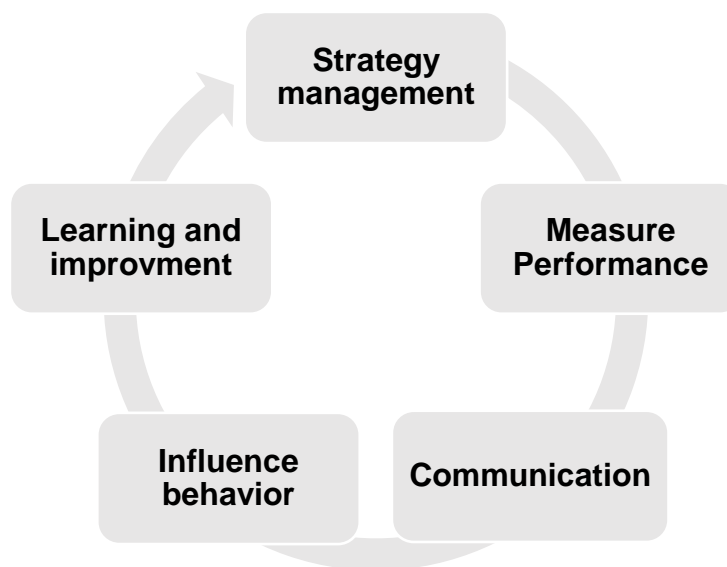 Strategy
management
Measure
Performance
Communication
Influence
behavior
Learning and
improvment